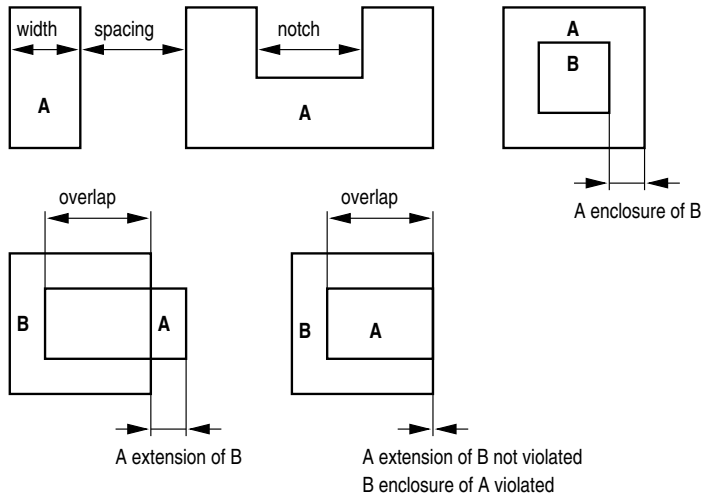 width
spacing
notch
A
A
A
B
A enclosure of B
overlap
overlap
B
A
B
A
A extension of B
A extension of B not violated
B enclosure of A violated